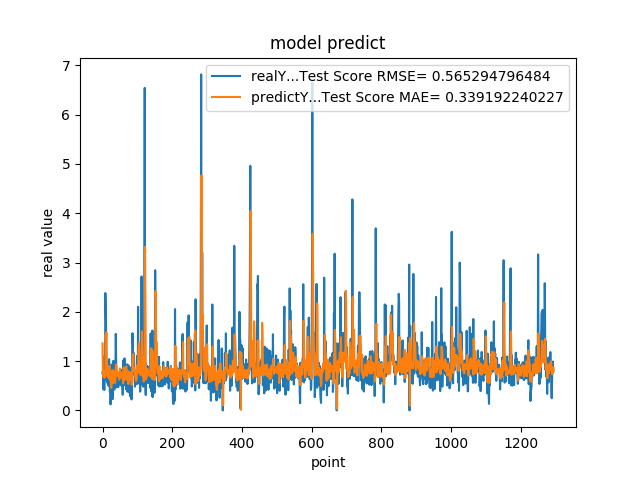 model predict
7
realY...Test Score RMSE= 0.565294796484
predictY...Test Score MAE= 0.339192240227
6
5
4
3
2
1
0
real value
0 200 400 600 800 1000 1200
point